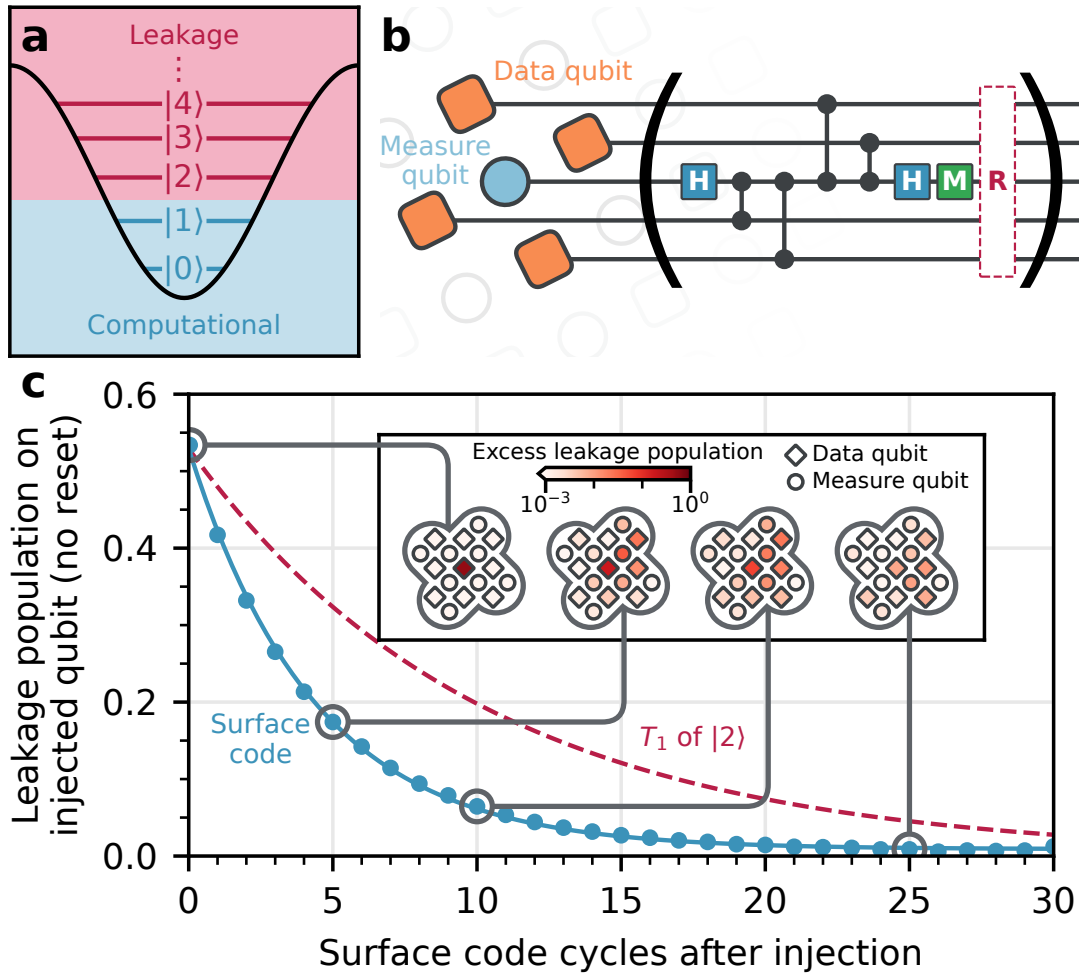 a
Leakage
⋮
|4⟩
|3⟩
|2⟩
|1⟩
|0⟩
Computational
b
Data qubit
Measure
qubit
H
H
M
R
c
Leakage population on
injected qubit (no reset)
0.6
0.4
0.2
0.0
Excess leakage population
10⁻³
10⁰
Data qubit
Measure qubit
Surface
code
T₁ of |2⟩
0
5
10
15
20
25
30
Surface code cycles after injection